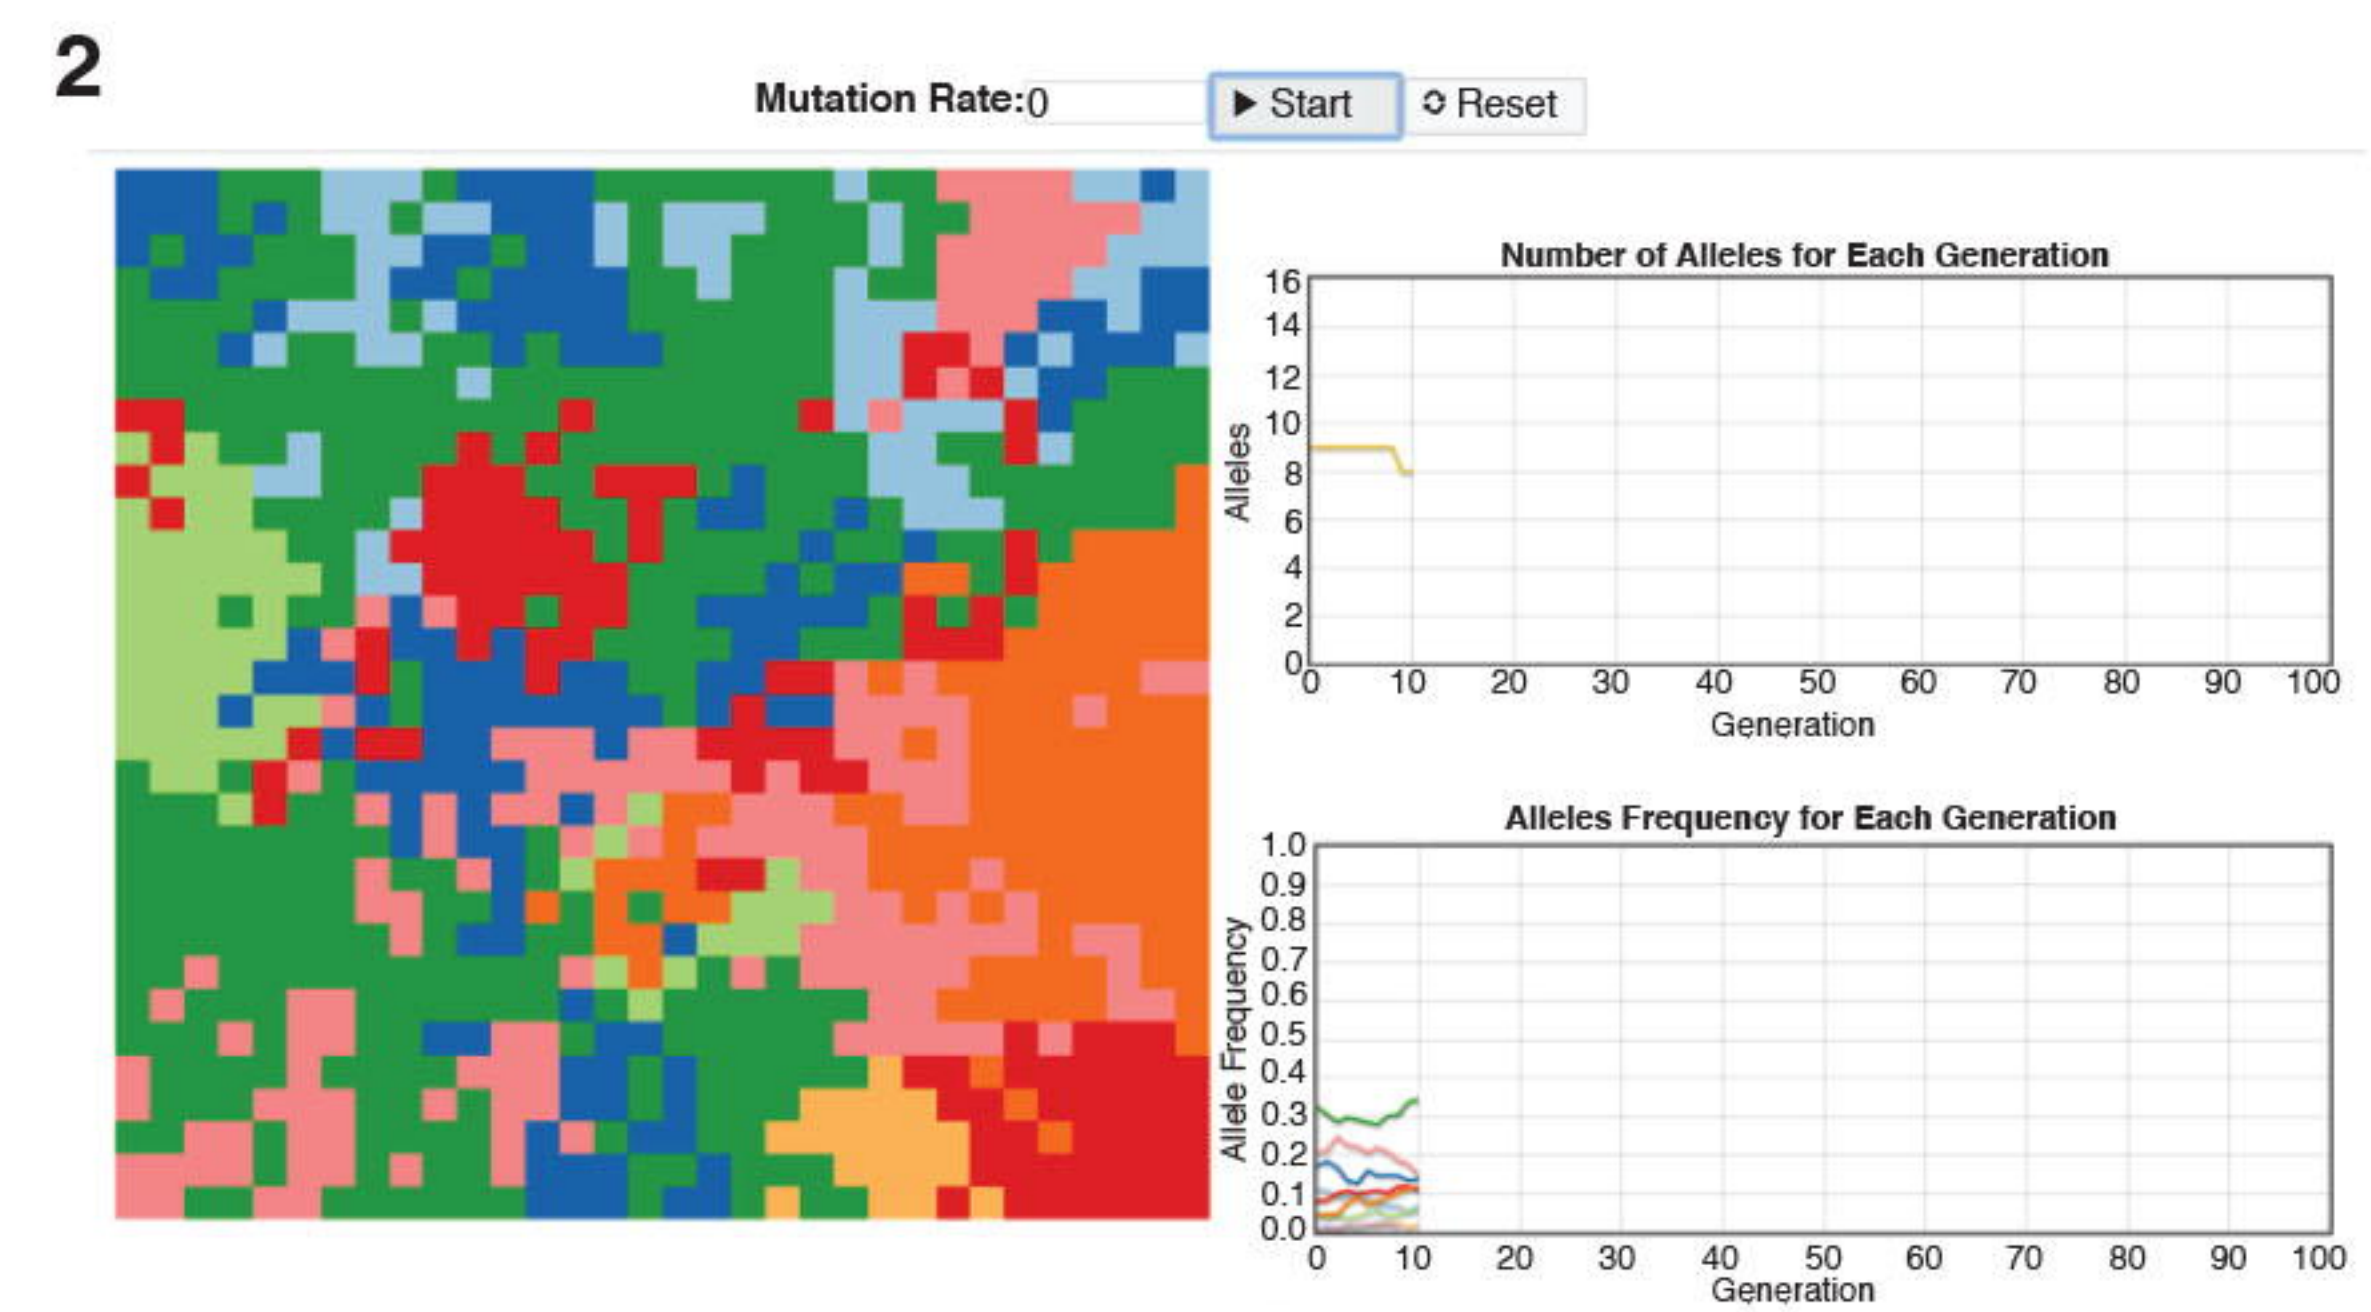 2
Mutation Rate:0 Start Reset
Number of Alleles for Each Generation
16
14
12
10
8
6
4
2
0
Alleles
0 10 20 30 40 50 60 70 80 90 100
Generation
Alleles Frequency for Each Generation
1.0
0.9
0.8
0.7
0.6
0.5
0.4
0.3
0.2
0.1
0.0
Allele Frequency
0 10 20 30 40 50 60 70 80 90 100
Generation